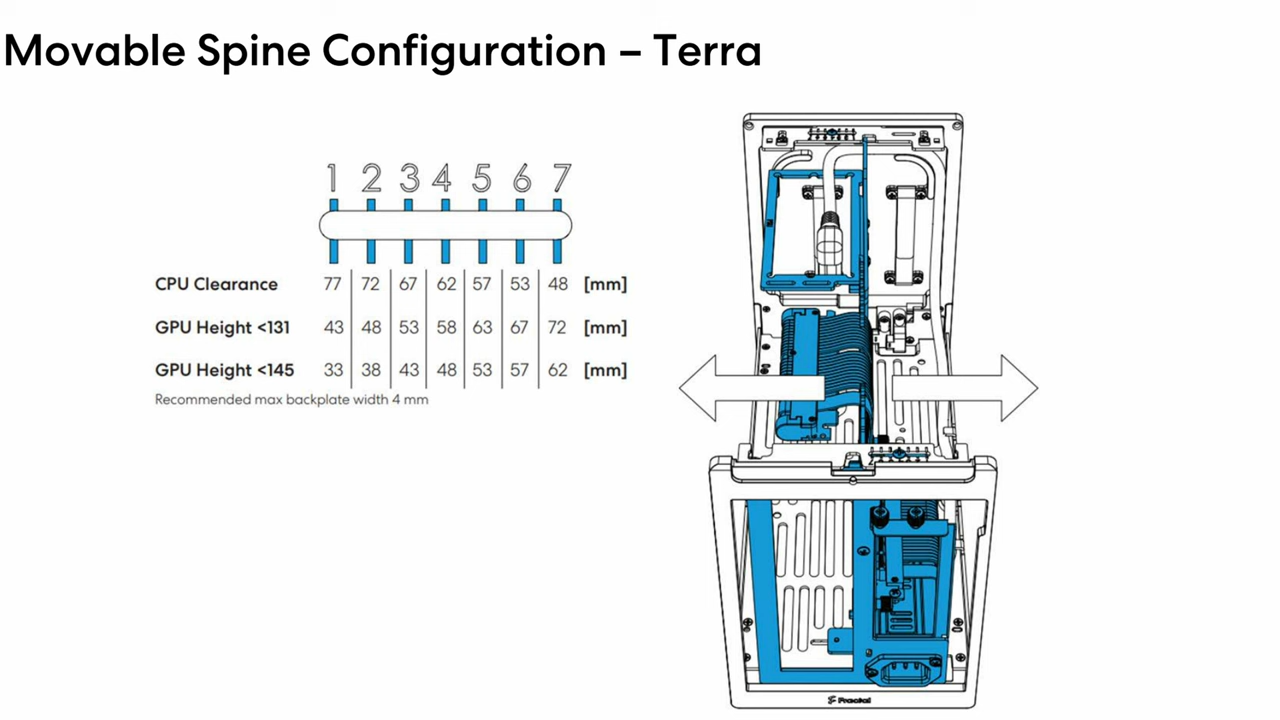 Movable Spine Configuration – Terra
1 2 3 4 5 6 7
CPU Clearance 77 72 67 62 57 53 48 [mm]
GPU Height <131 43 48 53 58 63 67 72 [mm]
GPU Height <145 33 38 43 48 53 57 62 [mm]
Recommended max backplate width 4 mm
Fractal